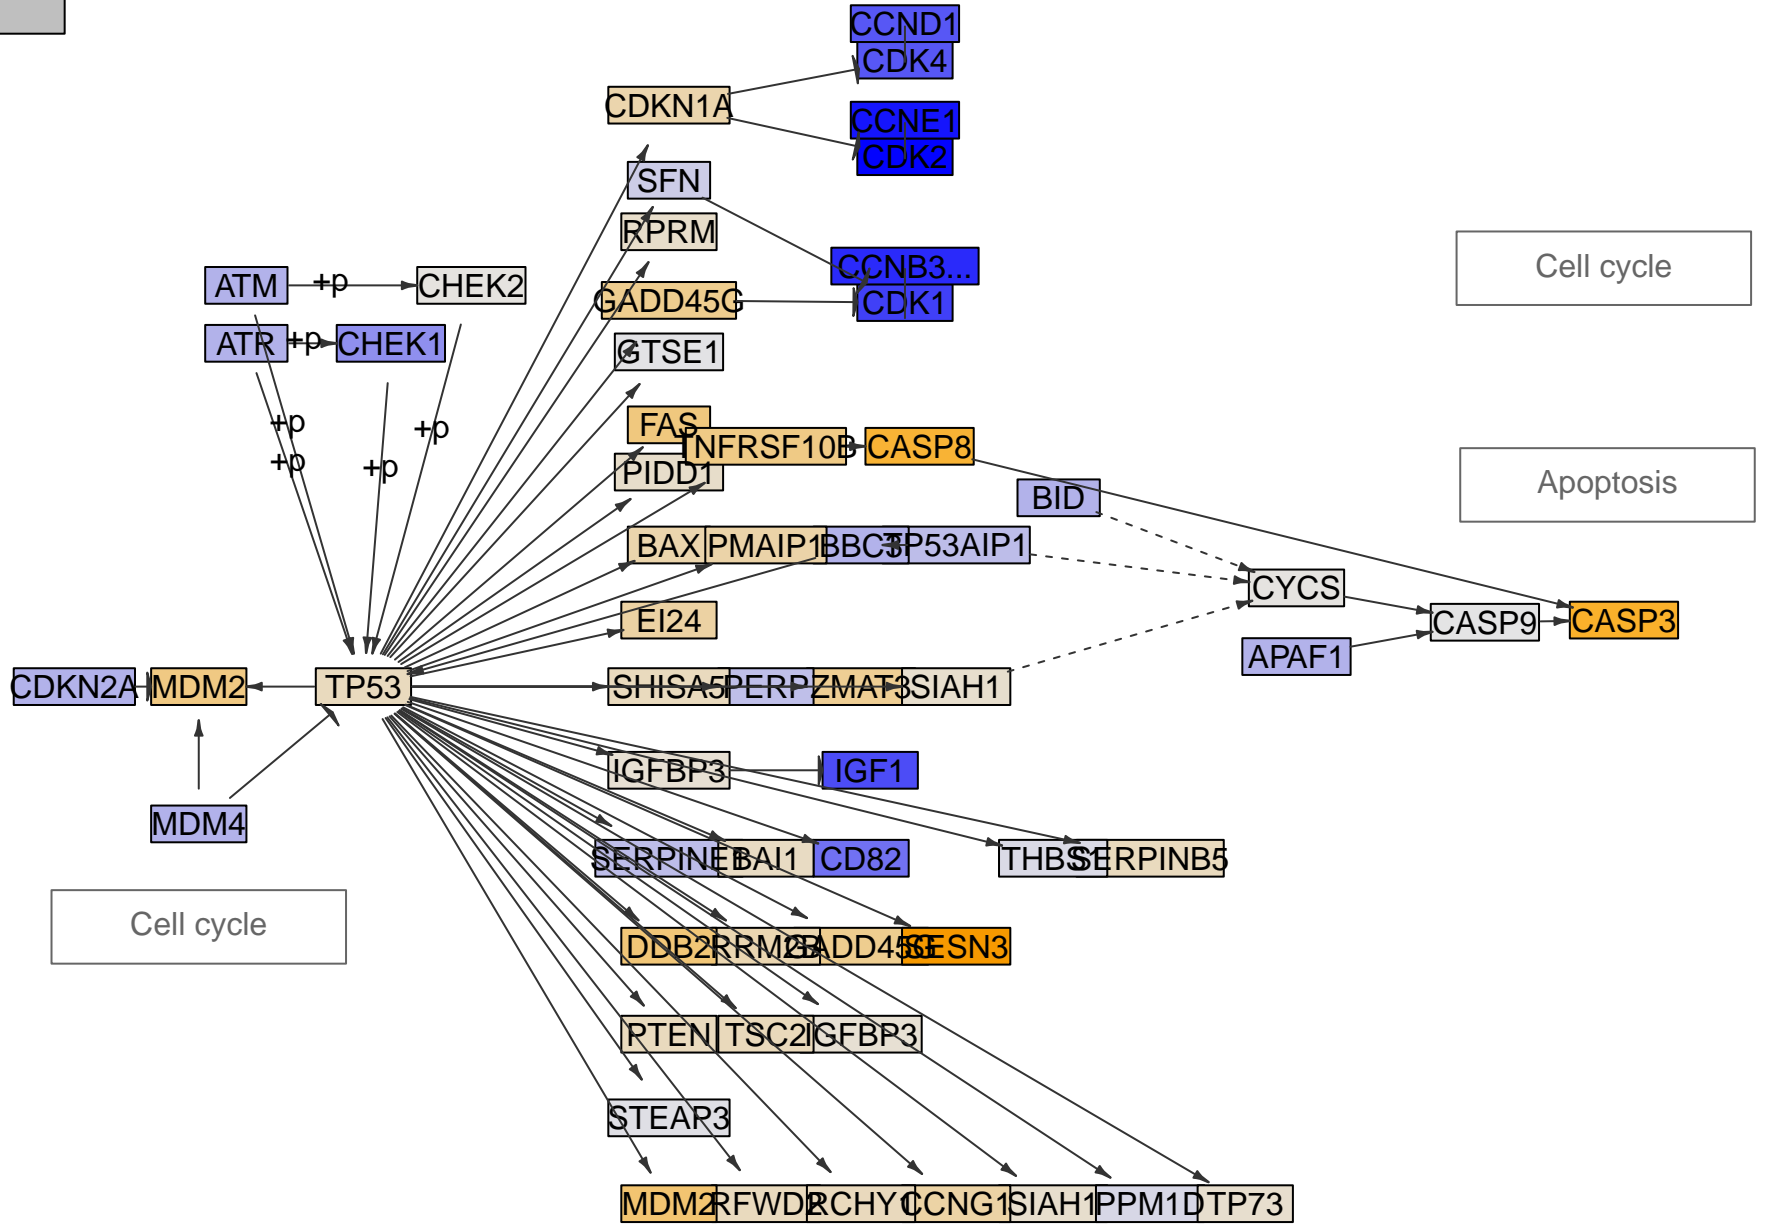 CCND1
CDK4
CDKN1A
CCNE1
CDK2
SFN
RPRM
Cell cycle
ATM
+p
CHEK2
GADD45G
CCNB3...
CDK1
ATR
+p
CHEK1
GTSE1
+p
+p
+p
+p
FAS
TNFRSF10B
CASP8
PIDD1
BID
Apoptosis
BAX
PMAIP1
BBC3
TP53AIP1
CYCS
EI24
CASP9
CASP3
APAF1
CDKN2A
MDM2
TP53
SHISA5
PERP
ZMAT3
SIAH1
IGFBP3
IGF1
MDM4
SERPINE1
BAI1
CD82
THBS1
SERPINB5
Cell cycle
DDB2
RRM2B
GADD45G
SESN3
PTEN
TSC2
IGFBP3
STEAP3
MDM2
RFWD2
RCHY1
CCNG1
SIAH1
PPM1D
TP73